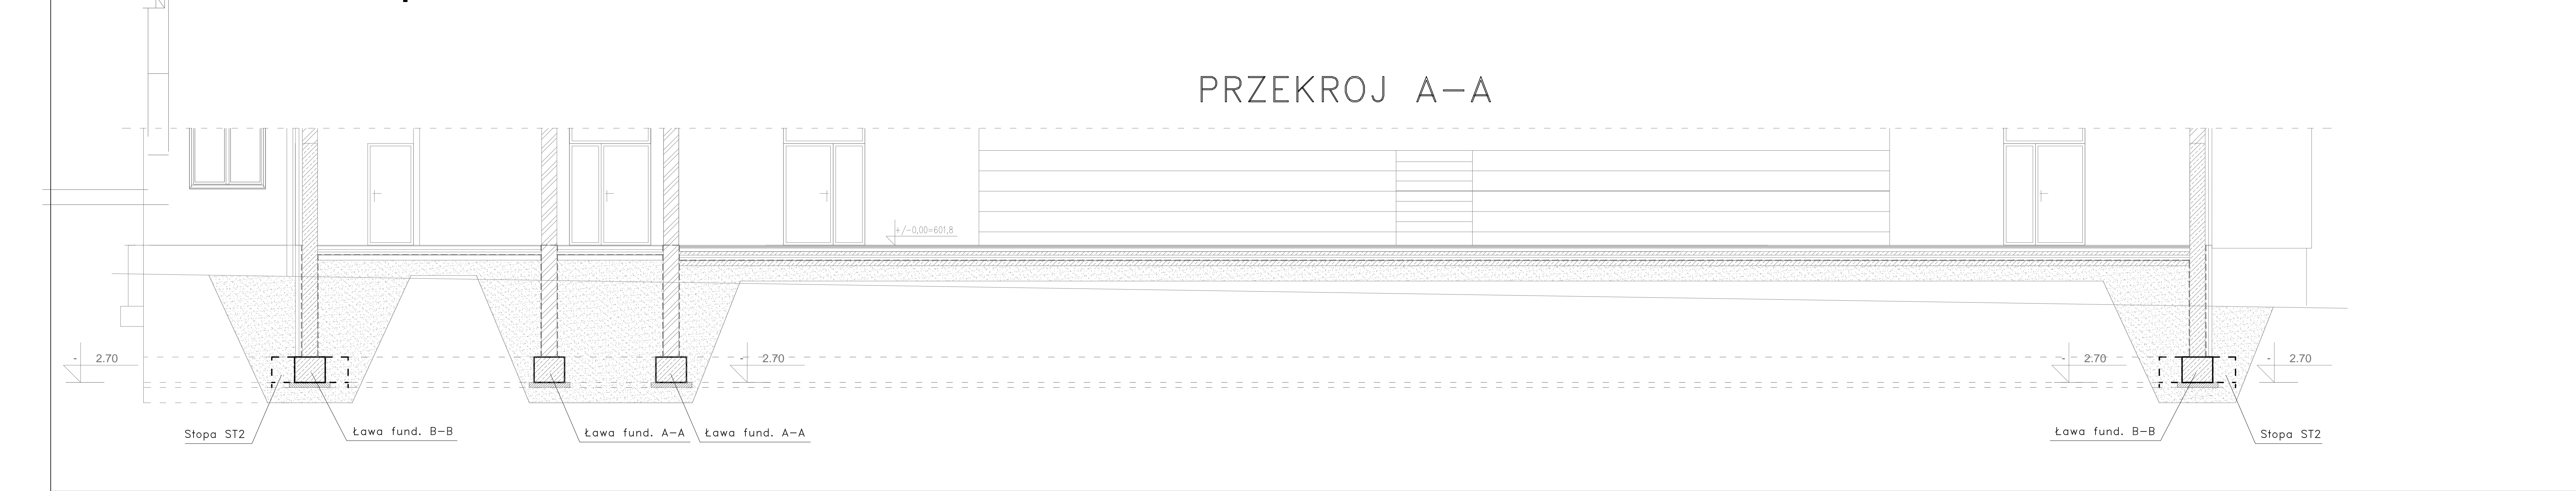 PRZEKROJ A-A
+/-0,00=601,8
- 2.70
- 2.70
- 2.70
- 2.70
Stopa ST2
Ława fund. B-B
Ława fund. A-A
Ława fund. A-A
Ława fund. B-B
Stopa ST2